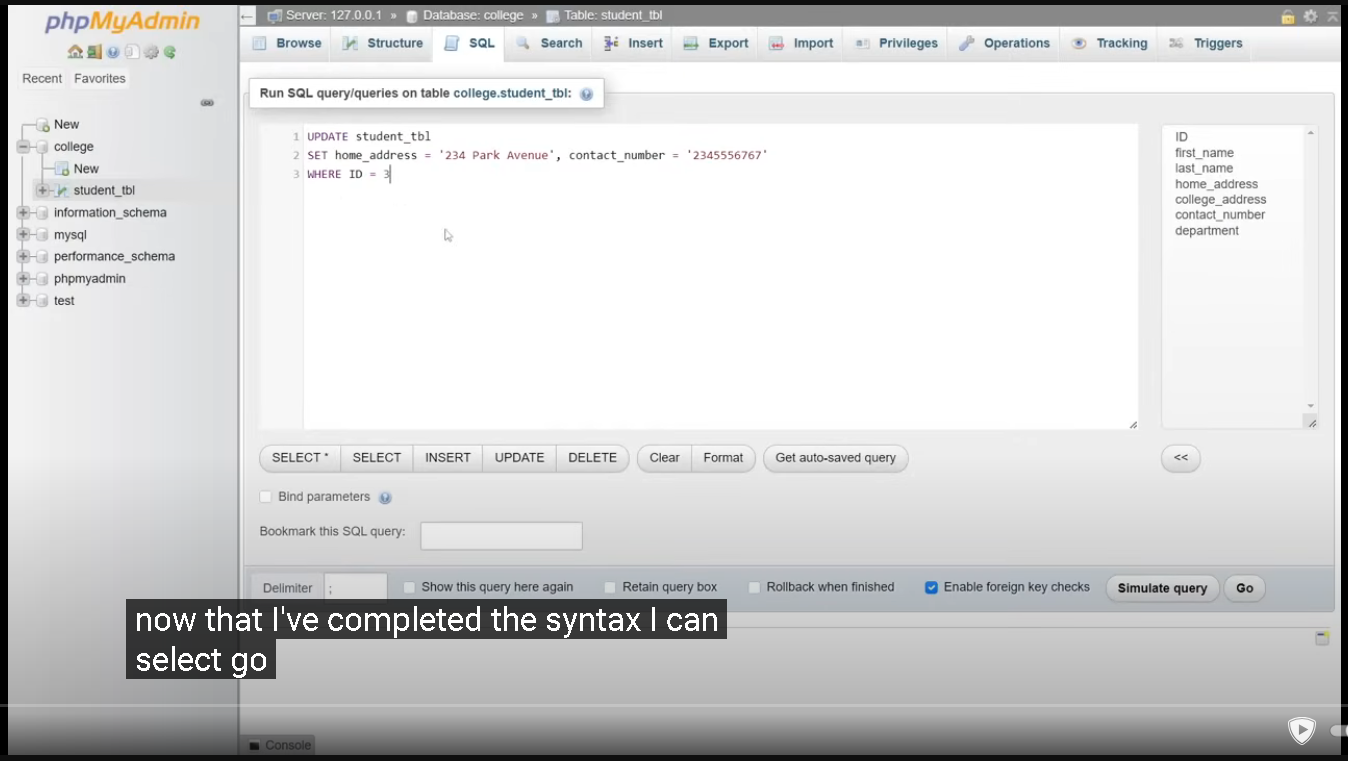 phpMyAdmin
Recent Favorites
New
college
New
student_tbl
information_schema
mysql
performance_schema
phpmyadmin
test
Server: 127.0.0.1 » Database: college » Table: student_tbl
Browse Structure SQL Search Insert Export Import Privileges Operations Tracking Triggers
Run SQL query/queries on table college.student_tbl:
1 UPDATE student_tbl
2 SET home_address = '234 Park Avenue', contact_number = '2345556767'
3 WHERE ID = 3
ID
first_name
last_name
home_address
college_address
contact_number
department
SELECT * SELECT INSERT UPDATE DELETE Clear Format Get auto-saved query <<
Bind parameters
Bookmark this SQL query:
Delimiter ; Show this query here again Retain query box Rollback when finished Enable foreign key checks Simulate query Go
now that I've completed the syntax I can
select go
Console